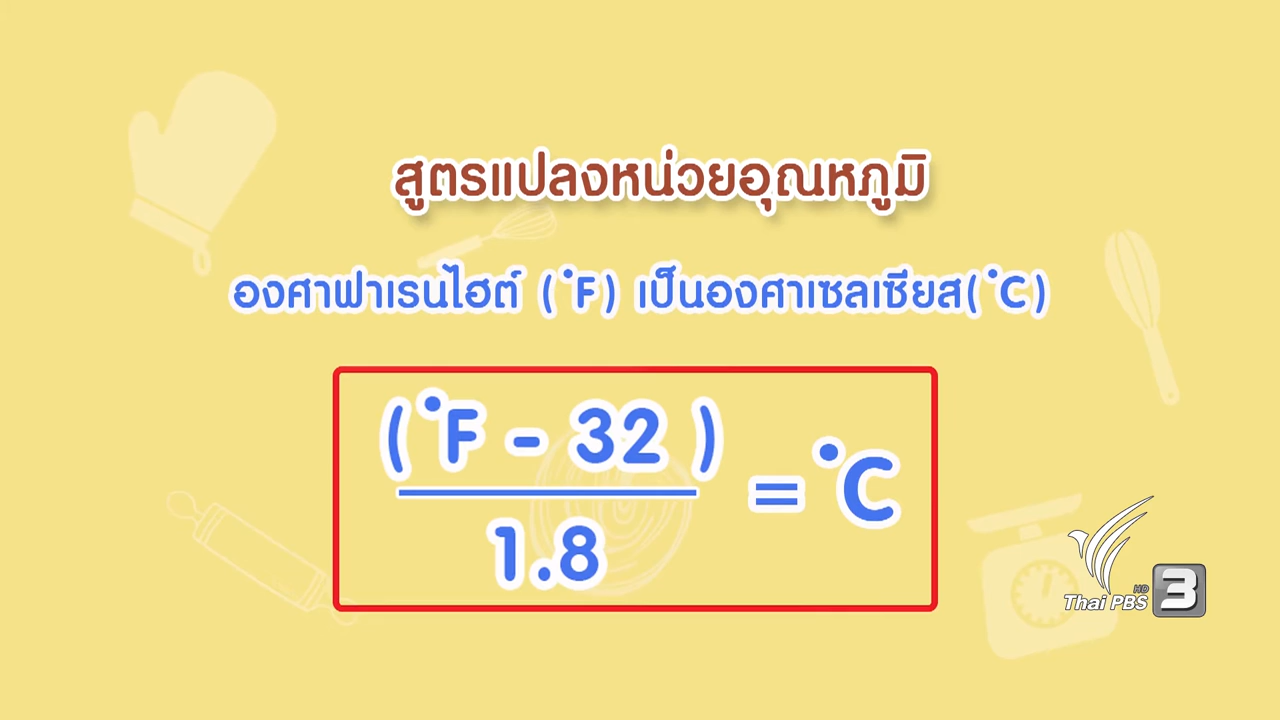 สูตรแปลงหน่วยอุณหภูมิ
องศาฟาเรนไฮต์ (°F) เป็นองศาเซลเซียส(°C)
(°F - 32 )
1.8
= °C
HD
Thai PBS 3